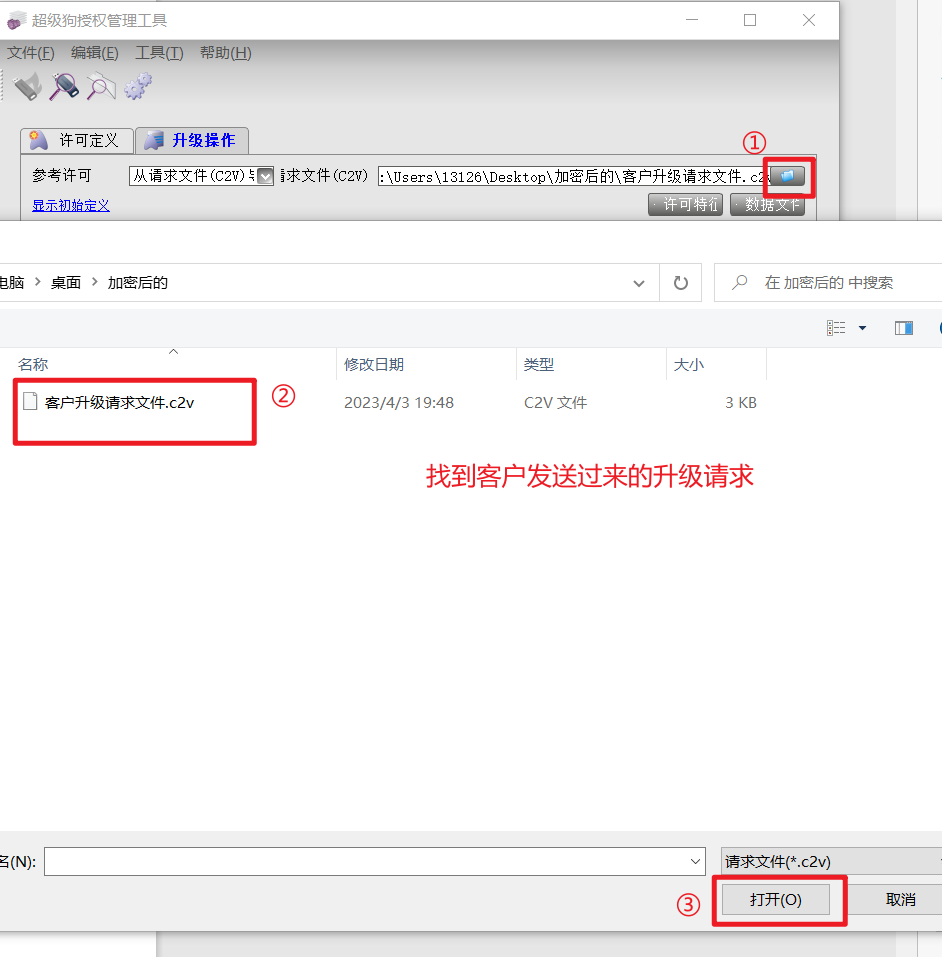 超级狗授权管理工具
文件(F) 编辑(E) 工具(T) 帮助(H)
许可定义 升级操作
①
参考许可 从请求文件(C2V) 请求文件(C2V) :\Users\13126\Desktop\加密后的\客户升级请求文件.c2v
显示初始定义 许可特征 数据文件
电脑 > 桌面 > 加密后的 在 加密后的 中搜索
名称 修改日期 类型 大小
客户升级请求文件.c2v ② 2023/4/3 19:48 C2V 文件 3 KB
找到客户发送过来的升级请求
名(N): 请求文件(*.c2v)
③ 打开(O) 取消